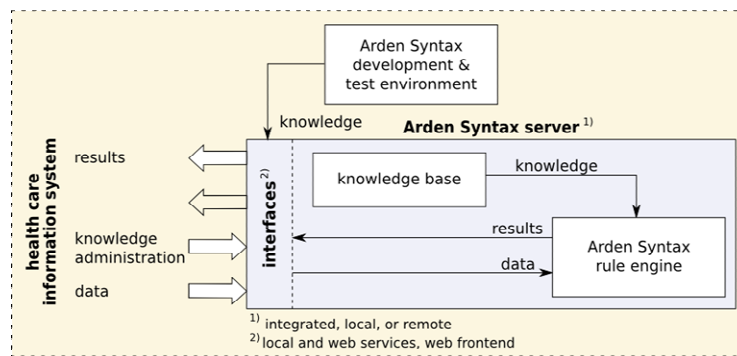 Arden Syntax
development &
test environment
knowledge
Arden Syntax server 1)
health care
information system
results
knowledge
administration
data
interfaces 2)
knowledge base
knowledge
results
data
Arden Syntax
rule engine
1) integrated, local, or remote
2) local and web services, web frontend